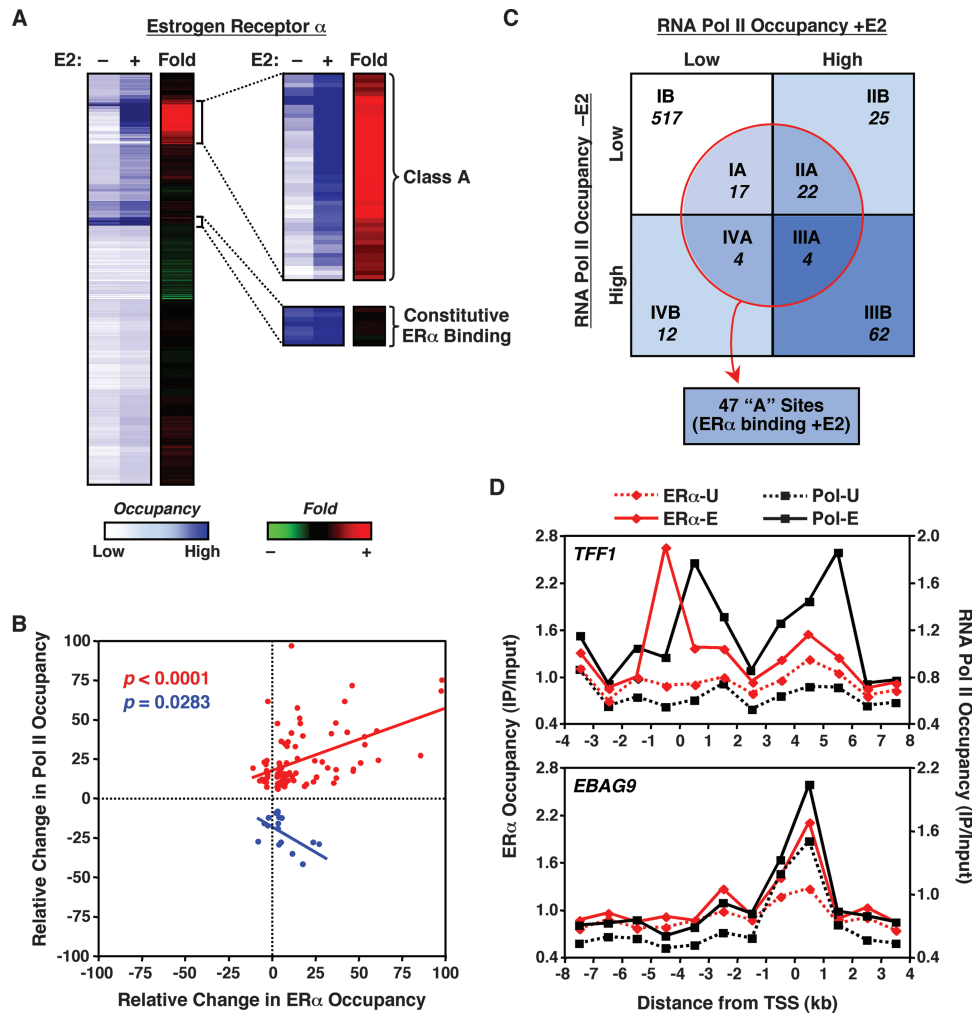 A
Estrogen Receptor α
E2: – + Fold
E2: – + Fold
Class A
Constitutive
ERα Binding
Occupancy
Low High
Fold
– +
B
Relative Change in Pol II Occupancy
100
75
50
25
0
-25
-50
-75
-100
p < 0.0001
p = 0.0283
-100 -75 -50 -25 0 25 50 75 100
Relative Change in ERα Occupancy
C
RNA Pol II Occupancy +E2
Low High
RNA Pol II Occupancy –E2
Low
High
IB
517
IIB
25
IA
17
IIA
22
IVA
4
IIIA
4
IVB
12
IIIB
62
47 “A” Sites
(ERα binding +E2)
D
ERα-U Pol-U
ERα-E Pol-E
ERα Occupancy (IP/Input)
RNA Pol II Occupancy (IP/Input)
TFF1
2.8
2.2
1.6
1.0
0.4
2.0
1.6
1.2
0.8
0.4
-4 -3 -2 -1 0 1 2 3 4 5 6 7 8
EBAG9
2.8
2.2
1.6
1.0
0.4
2.2
1.6
1.0
0.4
-8 -7 -6 -5 -4 -3 -2 -1 0 1 2 3 4
Distance from TSS (kb)